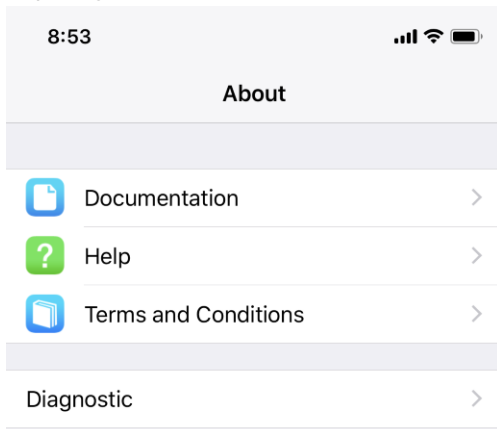 8:53
About
Documentation
? Help
Terms and Conditions
Diagnostic